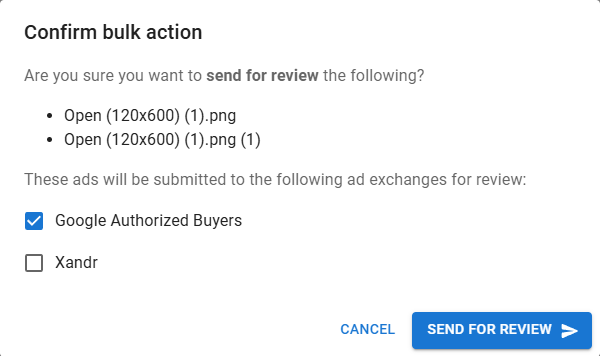 Confirm bulk action
Are you sure you want to send for review the following?
Open (120x600) (1).png
Open (120x600) (1).png (1)
These ads will be submitted to the following ad exchanges for review:
Google Authorized Buyers
Xandr
CANCEL
SEND FOR REVIEW